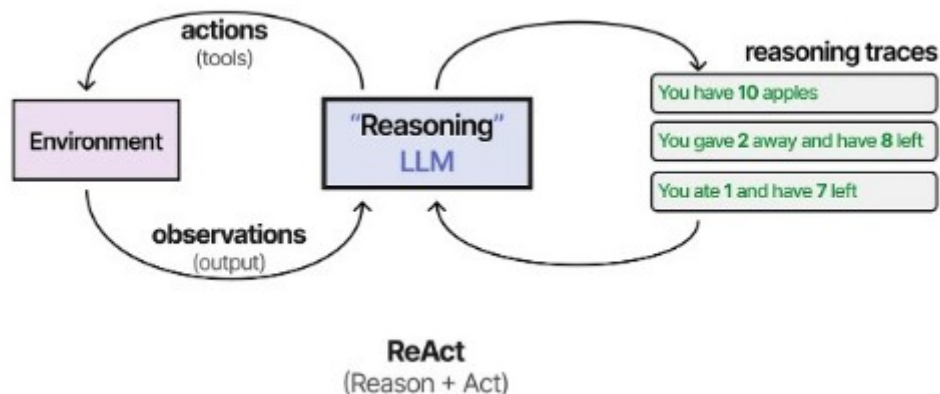 actions
(tools)
reasoning traces
You have 10 apples
Environment
"Reasoning"
LLM
You gave 2 away and have 8 left
You ate 1 and have 7 left
observations
(output)
ReAct
(Reason + Act)